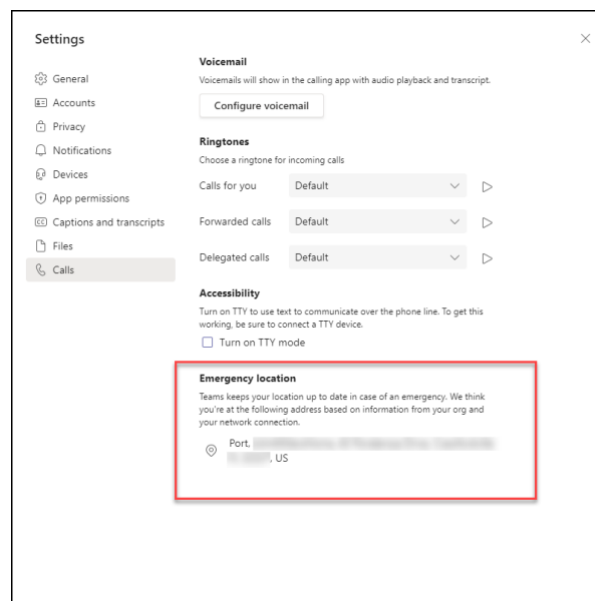 Settings
General
Accounts
Privacy
Notifications
Devices
App permissions
Captions and transcripts
Files
Calls
Voicemail
Voicemails will show in the calling app with audio playback and transcript.
Configure voicemail
Ringtones
Choose a ringtone for incoming calls
Calls for you Default
Forwarded calls Default
Delegated calls Default
Accessibility
Turn on TTY to use text to communicate over the phone line. To get this
working, be sure to connect a TTY device.
Turn on TTY mode
Emergency location
Teams keeps your location up to date in case of an emergency. We think
you're at the following address based on information from your org and
your network connection.
Port,
, US